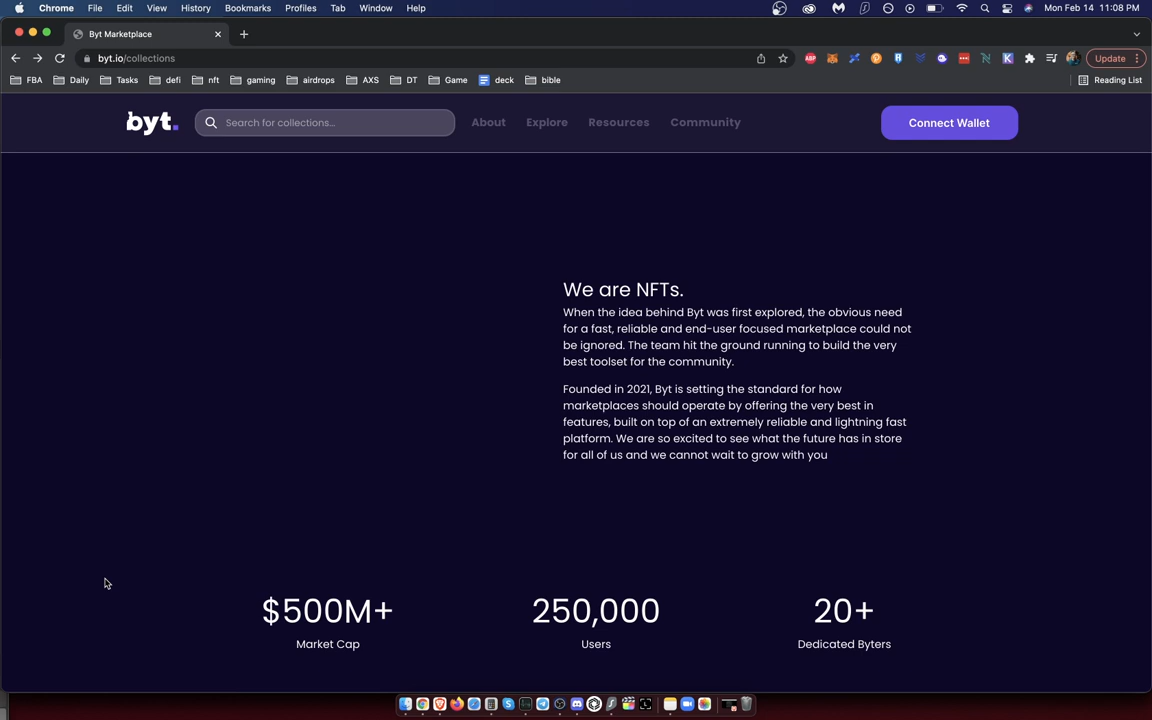 Chrome File Edit View History Bookmarks Profiles Tab Window Help Mon Feb 14 11:08 PM
Byt Marketplace
byt.io/collections ABP Update
FBA Daily Tasks defi nft gaming airdrops AXS DT Game deck bible Reading List
byt. Search for collections... About Explore Resources Community Connect Wallet
We are NFTs.
When the idea behind Byt was first explored, the obvious need
for a fast, reliable and end-user focused marketplace could not
be ignored. The team hit the ground running to build the very
best toolset for the community.
Founded in 2021, Byt is setting the standard for how
marketplaces should operate by offering the very best in
features, built on top of an extremely reliable and lightning fast
platform. We are so excited to see what the future has in store
for all of us and we cannot wait to grow with you
$500M+ 250,000 20+
Market Cap Users Dedicated Byters